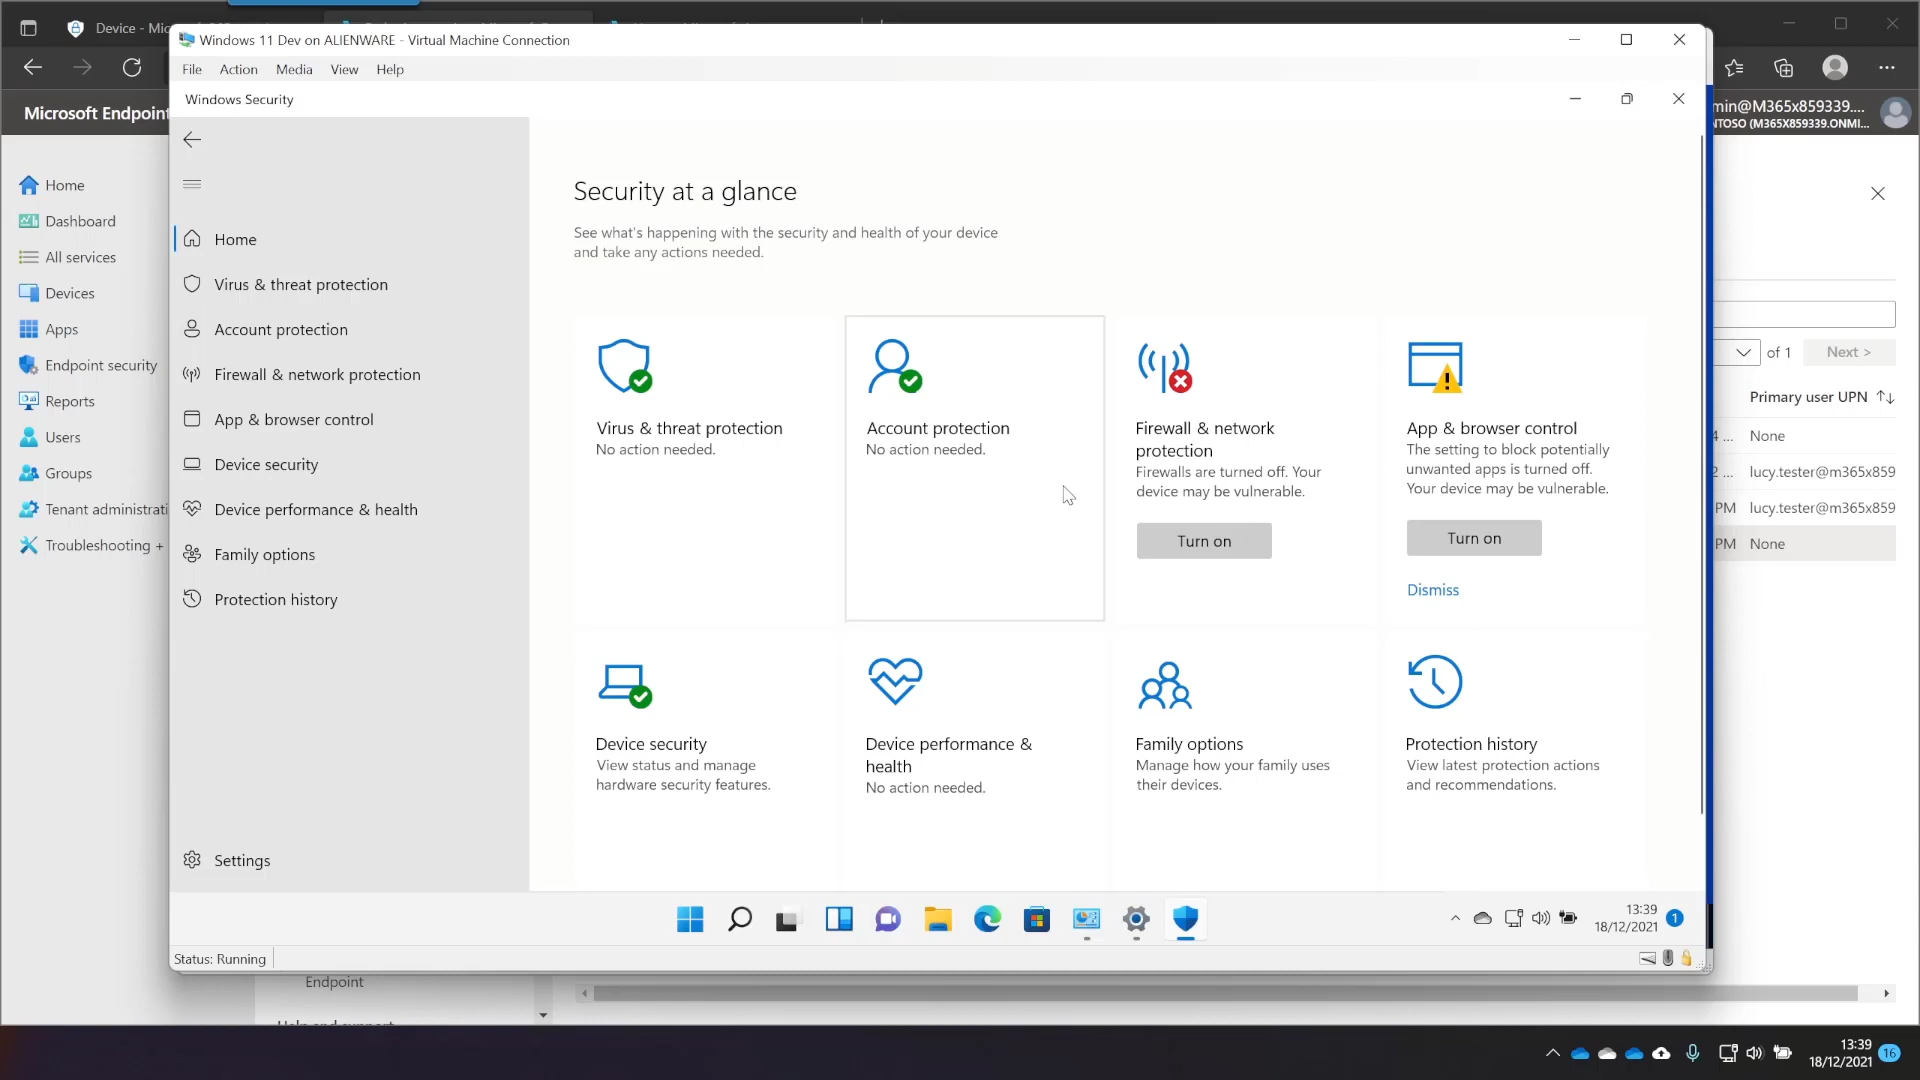 Device - Mic
Windows 11 Dev on ALIENWARE - Virtual Machine Connection
File Action Media View Help
Microsoft Endpoint
Windows Security
min@M365x859339....
NTOSO (M365X859339.ONMI...
Home
Dashboard
All services
Devices
Apps
Endpoint security
Reports
Users
Groups
Tenant administrati
Troubleshooting +
Home
Virus & threat protection
Account protection
Firewall & network protection
App & browser control
Device security
Device performance & health
Family options
Protection history
Settings
Security at a glance
See what's happening with the security and health of your device
and take any actions needed.
Virus & threat protection
No action needed.
Account protection
No action needed.
Firewall & network
protection
Firewalls are turned off. Your
device may be vulnerable.
Turn on
App & browser control
The setting to block potentially
unwanted apps is turned off.
Your device may be vulnerable.
Turn on
Dismiss
Device security
View status and manage
hardware security features.
Device performance &
health
No action needed.
Family options
Manage how your family uses
their devices.
Protection history
View latest protection actions
and recommendations.
of 1
Next >
Primary user UPN
4 ... None
2 ... lucy.tester@m365x859
PM lucy.tester@m365x859
PM None
13:39
18/12/2021
1
Status: Running
Endpoint
Help and support
13:39
18/12/2021
16